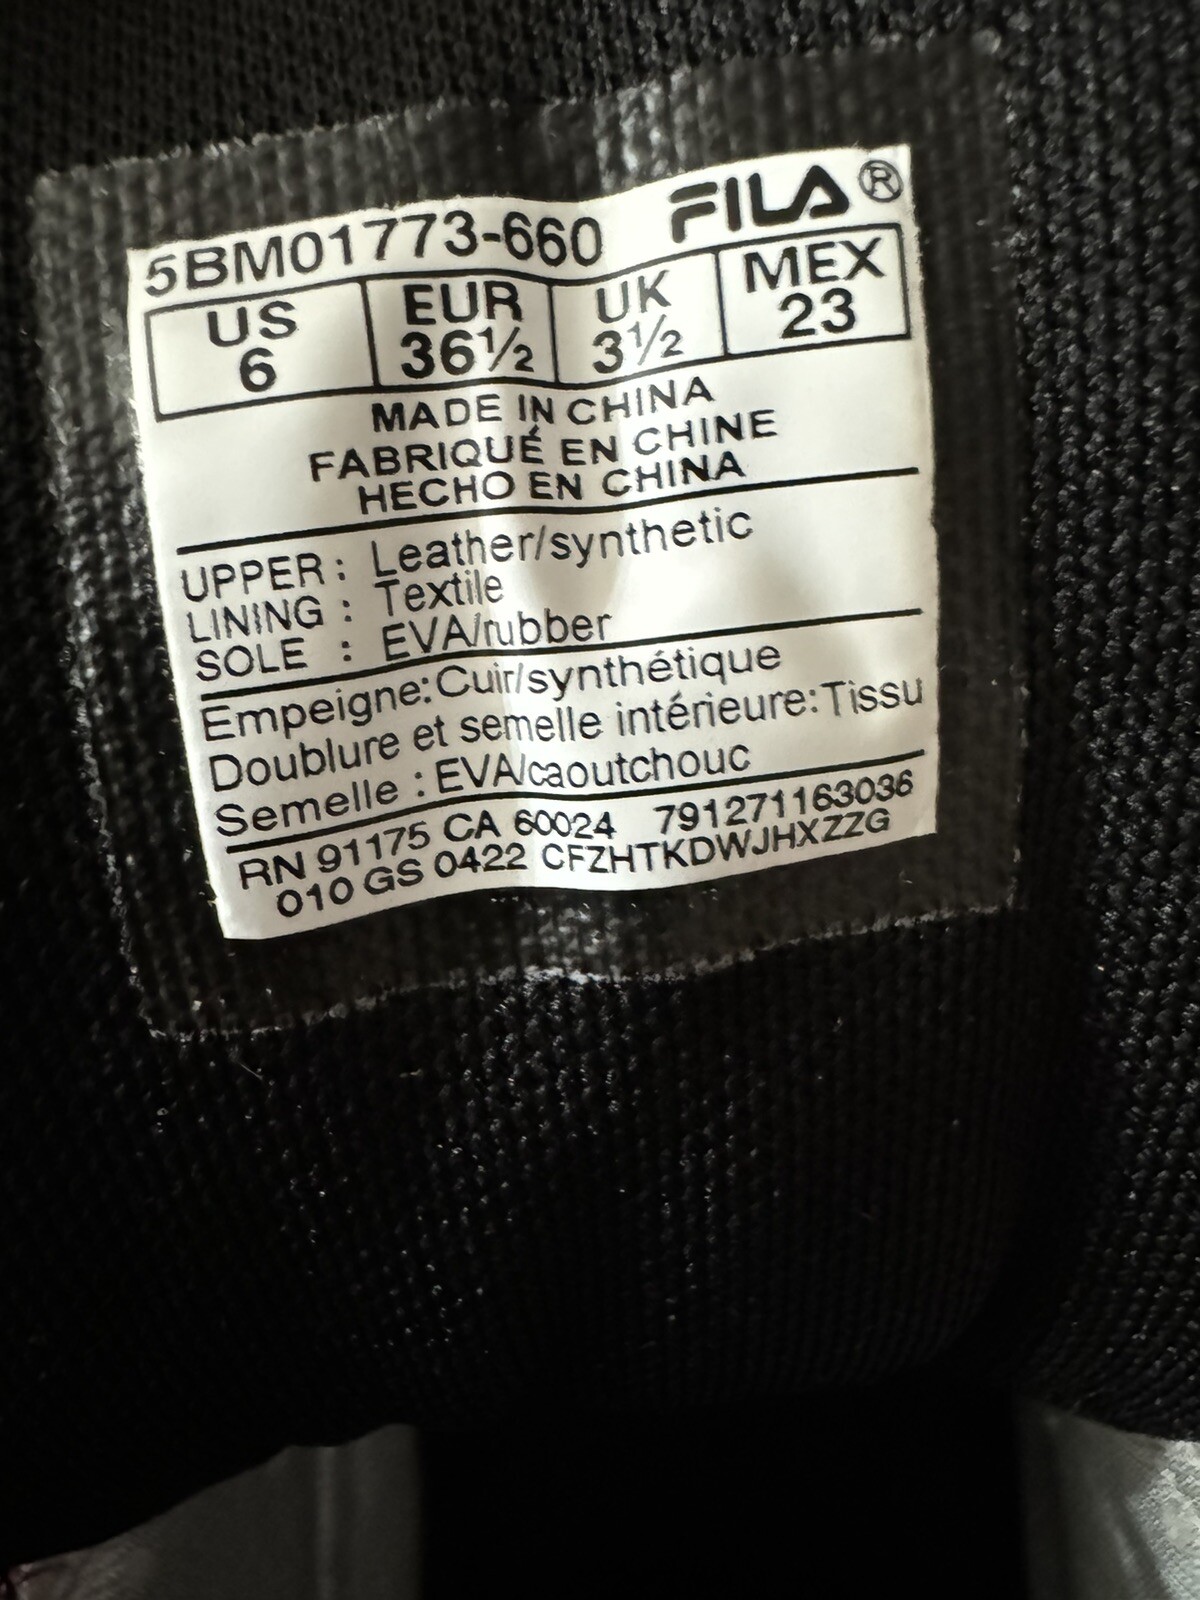 5BM01773-660 FILA®
US EUR UK MEX
6 36½ 3½ 23
MADE IN CHINA
FABRIQUÉ EN CHINE
HECHO EN CHINA
UPPER : Leather/synthetic
LINING : Textile
SOLE : EVA/rubber
Empeigne:Cuir/synthétique
Doublure et semelle intérieure:Tissu
Semelle : EVA/caoutchouc
RN 91175 CA 60024 791271163036
010 GS 0422 CFZHTKDWJHXZZG